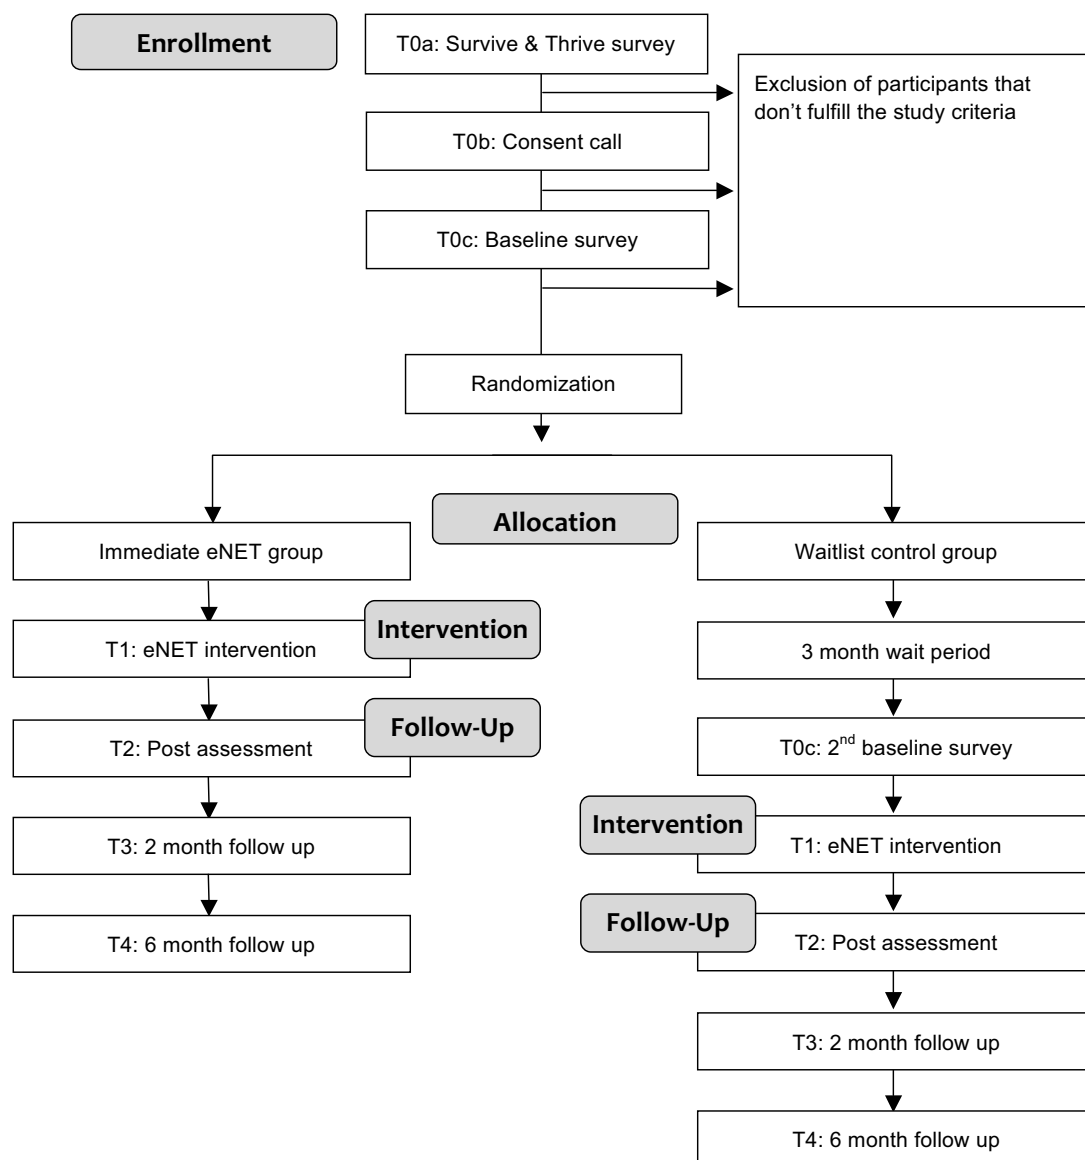 Enrollment
T0a: Survive & Thrive survey
Exclusion of participants that
don't fulfill the study criteria
T0b: Consent call
T0c: Baseline survey
Randomization
Allocation
Immediate eNET group
T1: eNET intervention
Intervention
T2: Post assessment
Follow-Up
T3: 2 month follow up
T4: 6 month follow up
Waitlist control group
3 month wait period
T0c: 2nd baseline survey
Intervention
T1: eNET intervention
Follow-Up
T2: Post assessment
T3: 2 month follow up
T4: 6 month follow up